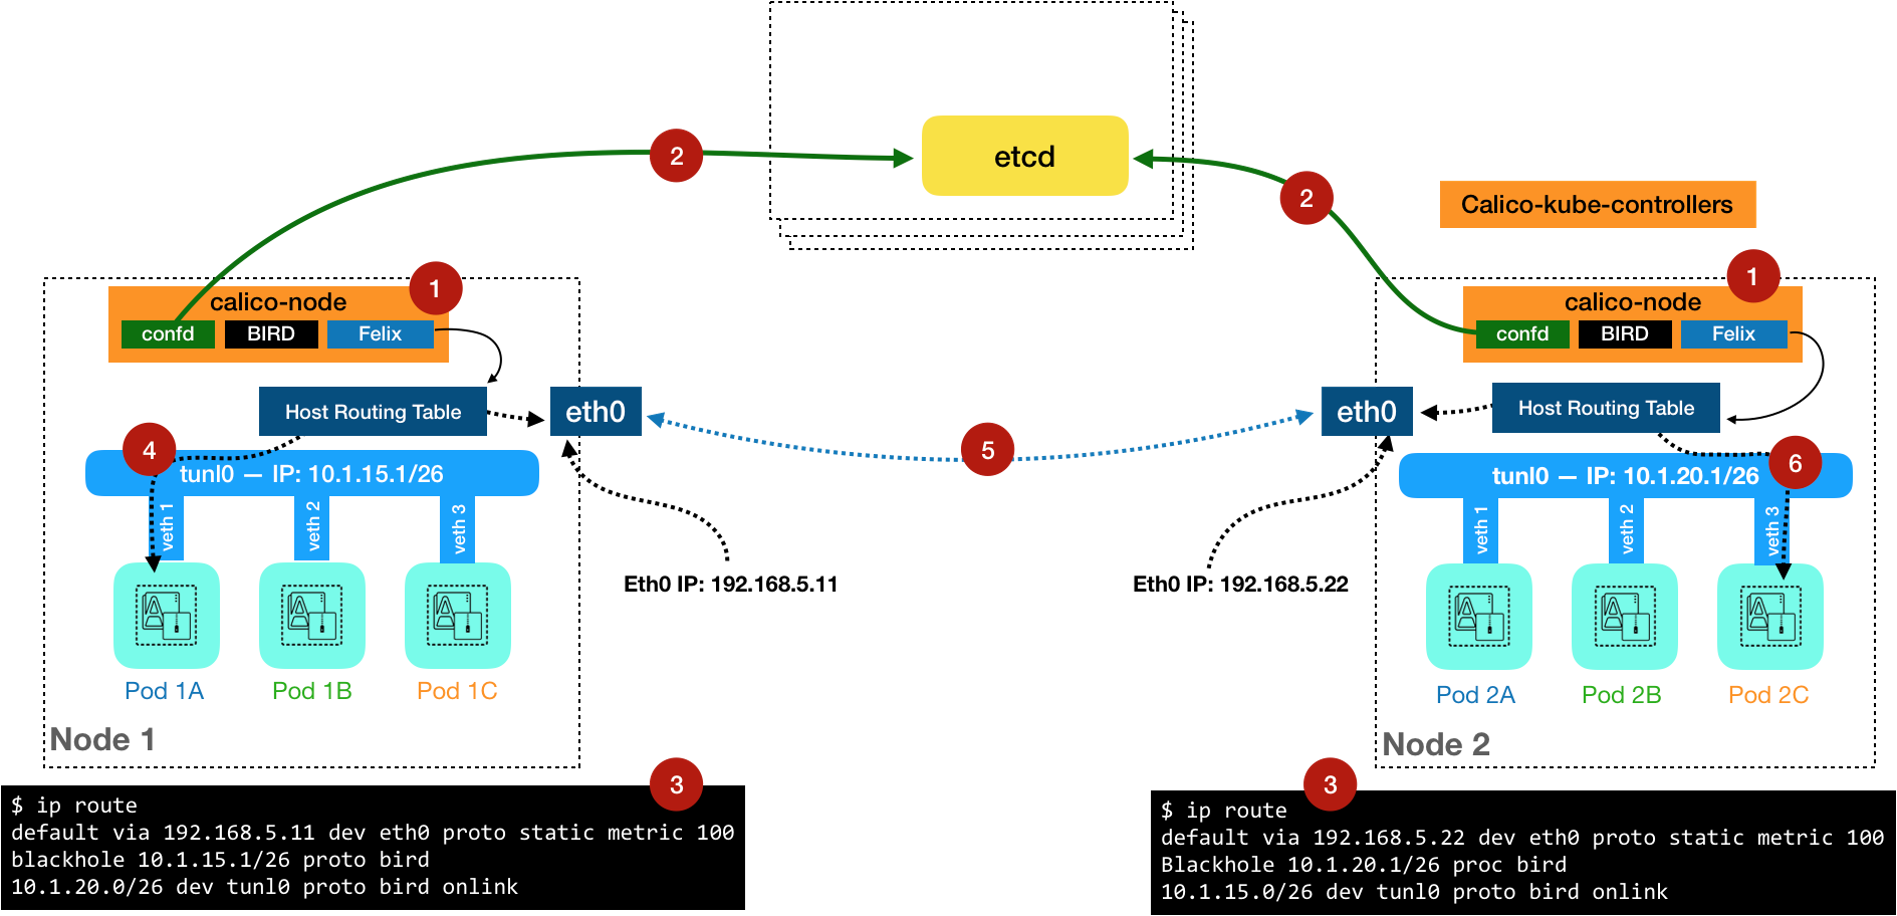 etcd
2
2
Calico-kube-controllers
1
calico-node
confd
BIRD
Felix
Host Routing Table
eth0
4
tunl0 — IP: 10.1.15.1/26
veth 1
veth 2
veth 3
Pod 1A
Pod 1B
Pod 1C
Node 1
5
Eth0 IP: 192.168.5.11
Eth0 IP: 192.168.5.22
1
calico-node
confd
BIRD
Felix
eth0
Host Routing Table
6
tunl0 — IP: 10.1.20.1/26
veth 1
veth 2
veth 3
Pod 2A
Pod 2B
Pod 2C
Node 2
3
$ ip route
default via 192.168.5.11 dev eth0 proto static metric 100
blackhole 10.1.15.1/26 proto bird
10.1.20.0/26 dev tunl0 proto bird onlink
3
$ ip route
default via 192.168.5.22 dev eth0 proto static metric 100
Blackhole 10.1.20.1/26 proc bird
10.1.15.0/26 dev tunl0 proto bird onlink